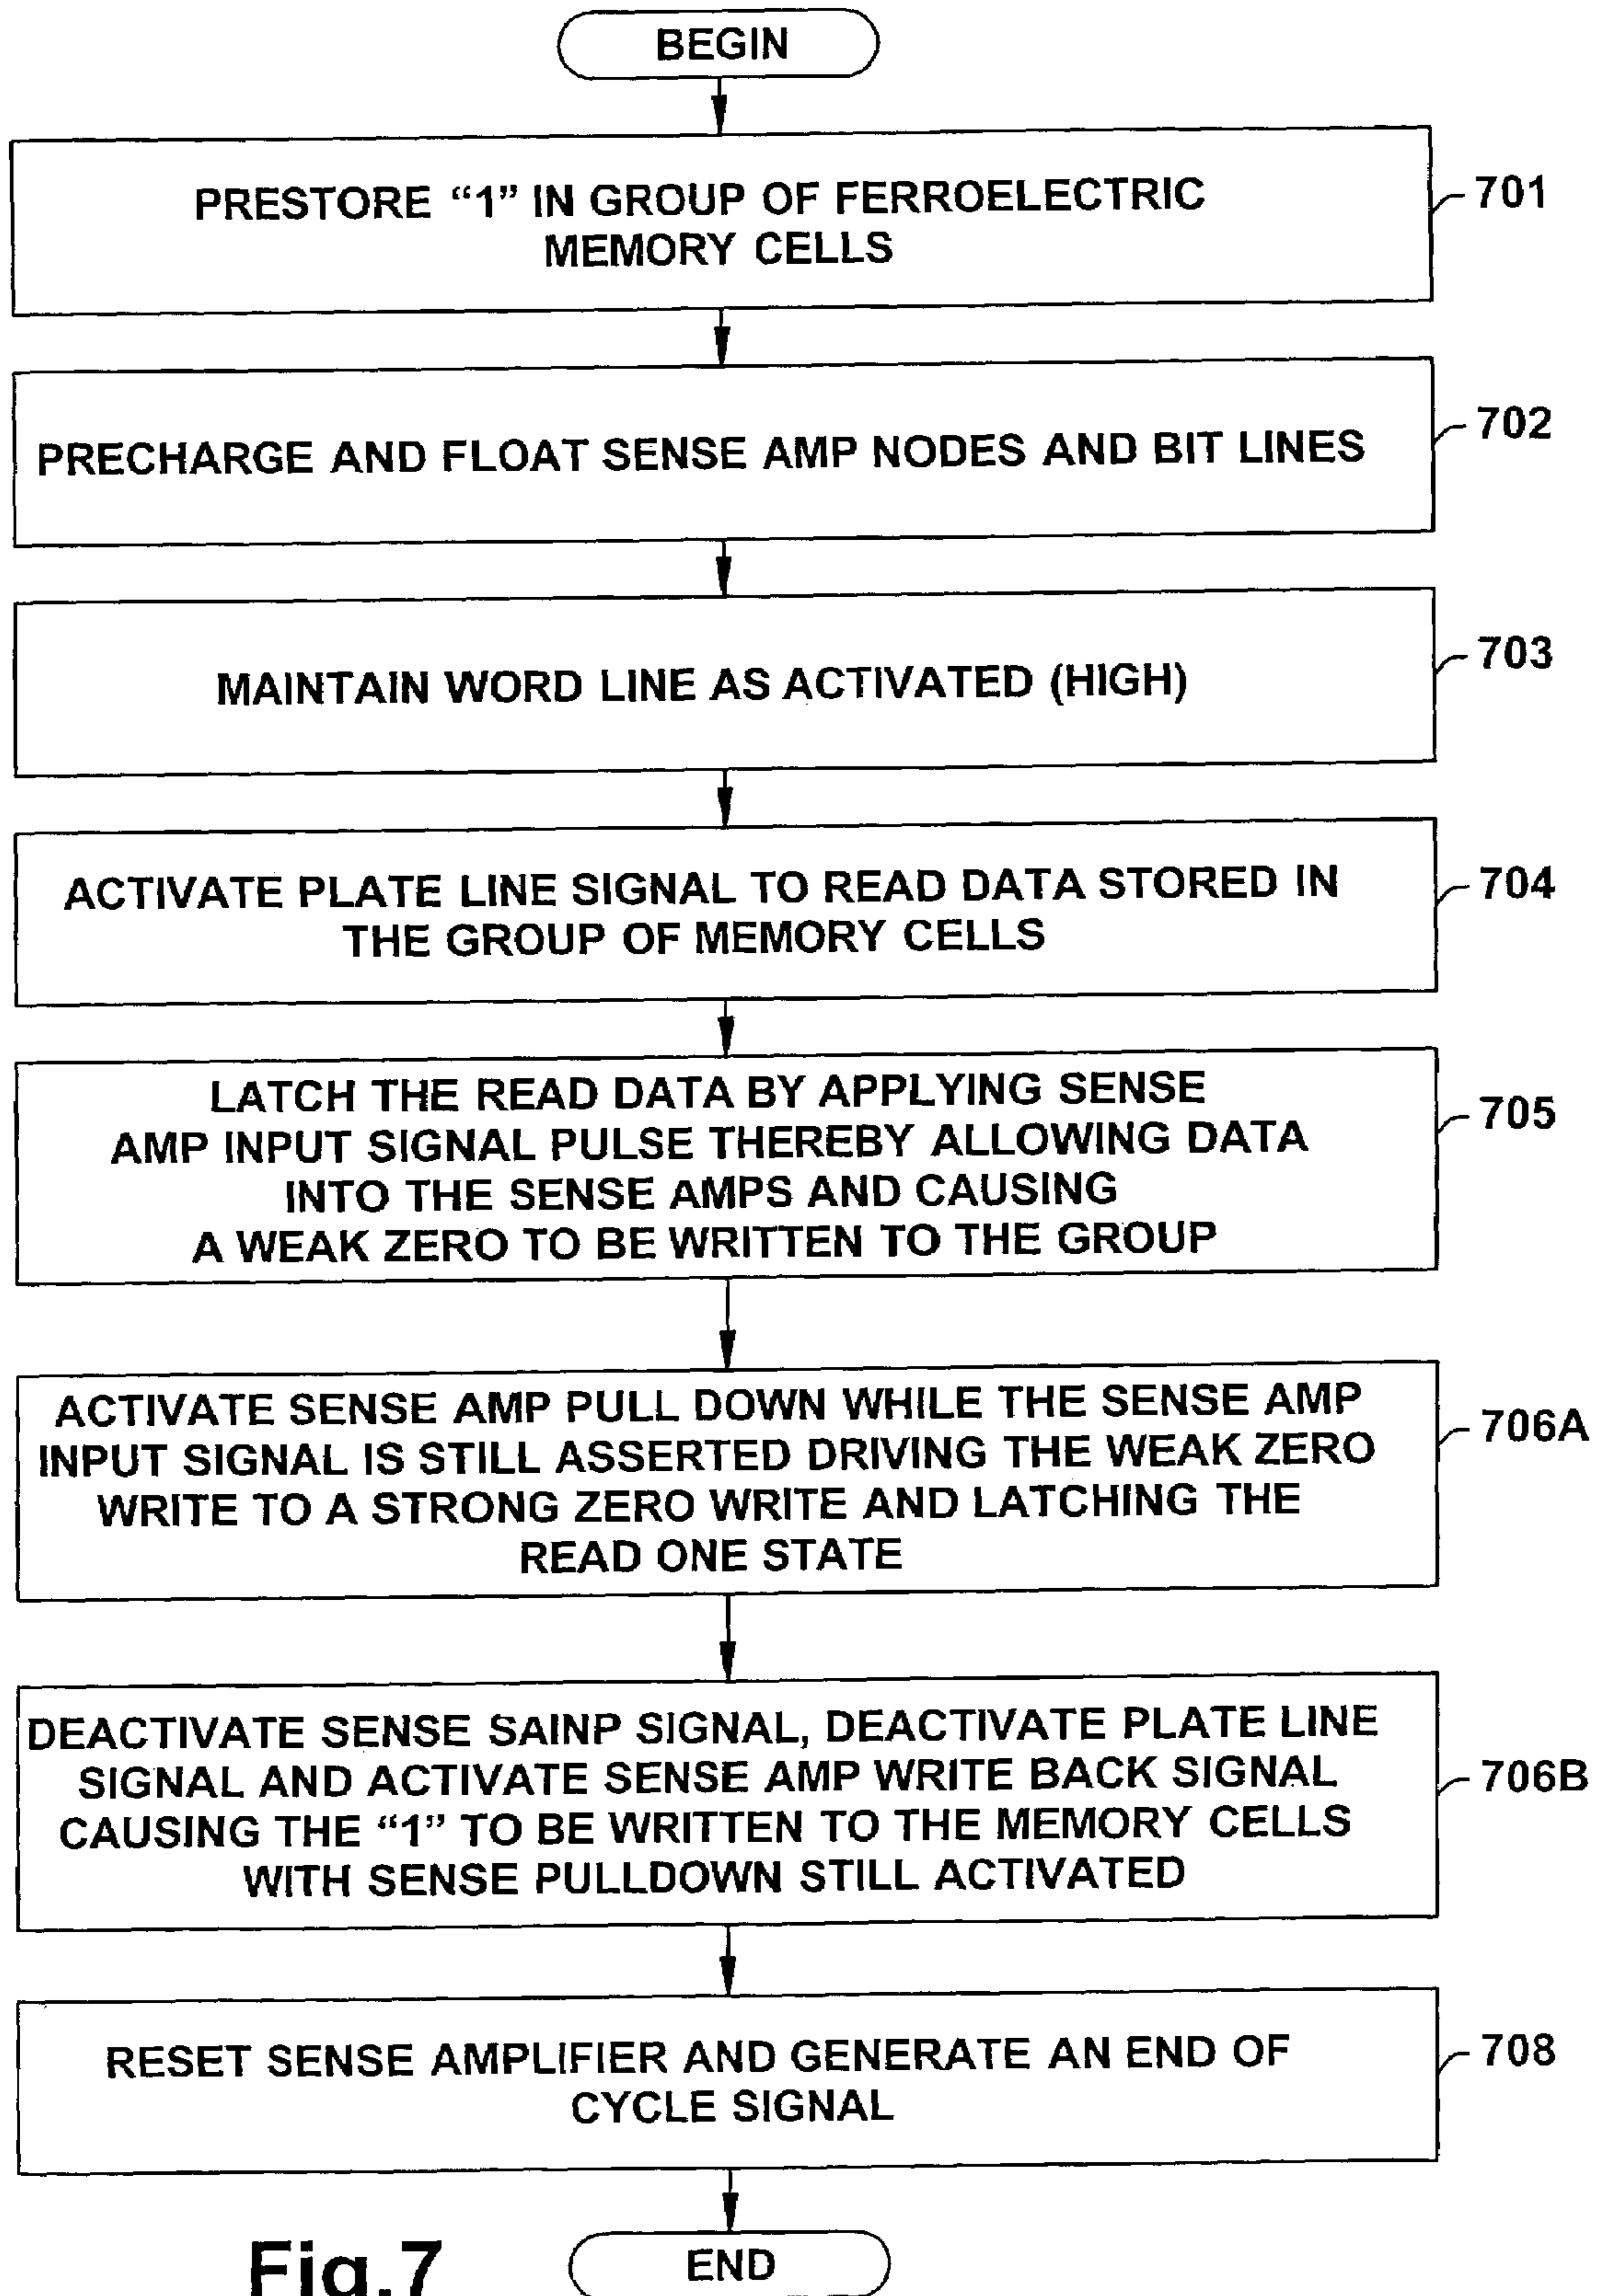 BEGIN
PRESTORE “1” IN GROUP OF FERROELECTRIC
MEMORY CELLS
701
PRECHARGE AND FLOAT SENSE AMP NODES AND BIT LINES
702
MAINTAIN WORD LINE AS ACTIVATED (HIGH)
703
ACTIVATE PLATE LINE SIGNAL TO READ DATA STORED IN
THE GROUP OF MEMORY CELLS
704
LATCH THE READ DATA BY APPLYING SENSE
AMP INPUT SIGNAL PULSE THEREBY ALLOWING DATA
INTO THE SENSE AMPS AND CAUSING
A WEAK ZERO TO BE WRITTEN TO THE GROUP
705
ACTIVATE SENSE AMP PULL DOWN WHILE THE SENSE AMP
INPUT SIGNAL IS STILL ASSERTED DRIVING THE WEAK ZERO
WRITE TO A STRONG ZERO WRITE AND LATCHING THE
READ ONE STATE
706A
DEACTIVATE SENSE SAINP SIGNAL, DEACTIVATE PLATE LINE
SIGNAL AND ACTIVATE SENSE AMP WRITE BACK SIGNAL
CAUSING THE “1” TO BE WRITTEN TO THE MEMORY CELLS
WITH SENSE PULLDOWN STILL ACTIVATED
706B
RESET SENSE AMPLIFIER AND GENERATE AN END OF
CYCLE SIGNAL
708
END
Fig.7